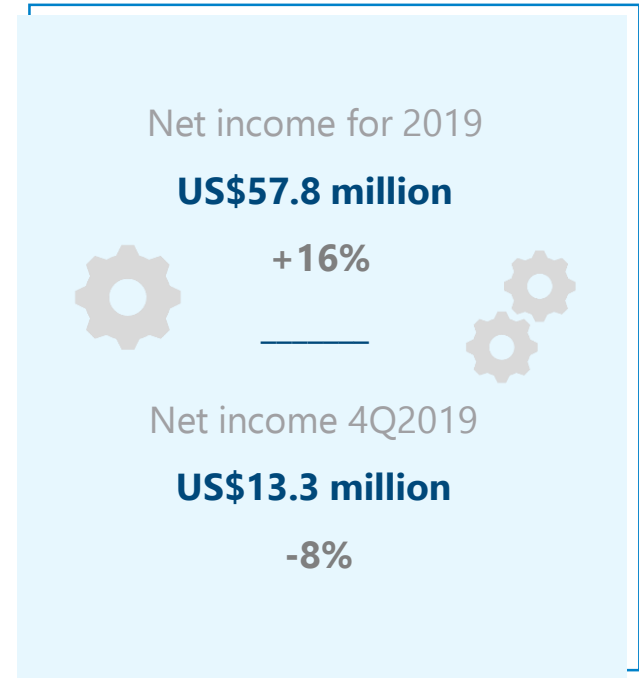 Net income for 2019
US$57.8 million
+16%
Net income 4Q2019
US$13.3 million
-8%